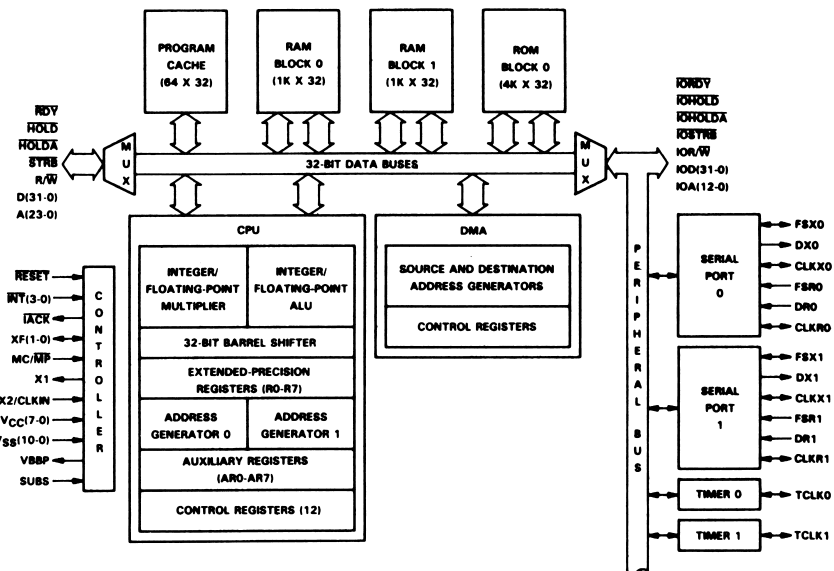 PROGRAM
CACHE
(64 X 32)
RAM
BLOCK 0
(1K X 32)
RAM
BLOCK 1
(1K X 32)
ROM
BLOCK 0
(4K X 32)
RDY
HOLD
HOLDA
STRB
R/W
D(31-0)
A(23-0)
MUX
32-BIT DATA BUSES
MUX
IORDY
IOHOLD
IOHOLDA
IOSTRB
IOR/W
IOD(31-0)
IOA(12-0)
RESET
INT(3-0)
IACK
XF(1-0)
MC/MP
X1
X2/CLKIN
VCC(7-0)
VSS(10-0)
VBBP
SUBS
CONTROLLER
CPU
INTEGER/
FLOATING-POINT
MULTIPLIER
INTEGER/
FLOATING-POINT
ALU
32-BIT BARREL SHIFTER
EXTENDED-PRECISION
REGISTERS (R0-R7)
ADDRESS
GENERATOR 0
ADDRESS
GENERATOR 1
AUXILIARY REGISTERS
(AR0-AR7)
CONTROL REGISTERS (12)
DMA
SOURCE AND DESTINATION
ADDRESS GENERATORS
CONTROL REGISTERS
PERIPHERAL BUS
SERIAL
PORT
0
FSX0
DX0
CLKX0
FSR0
DR0
CLKR0
SERIAL
PORT
1
FSX1
DX1
CLKX1
FSR1
DR1
CLKR1
TIMER 0
TCLK0
TIMER 1
TCLK1